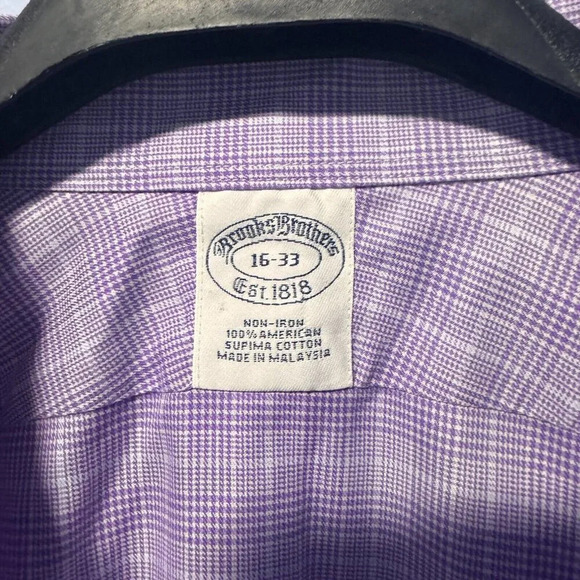 Brooks Brothers
16-33
Est. 1818
NON-IRON
100% AMERICAN
SUPIMA COTTON
MADE IN MALAYSIA